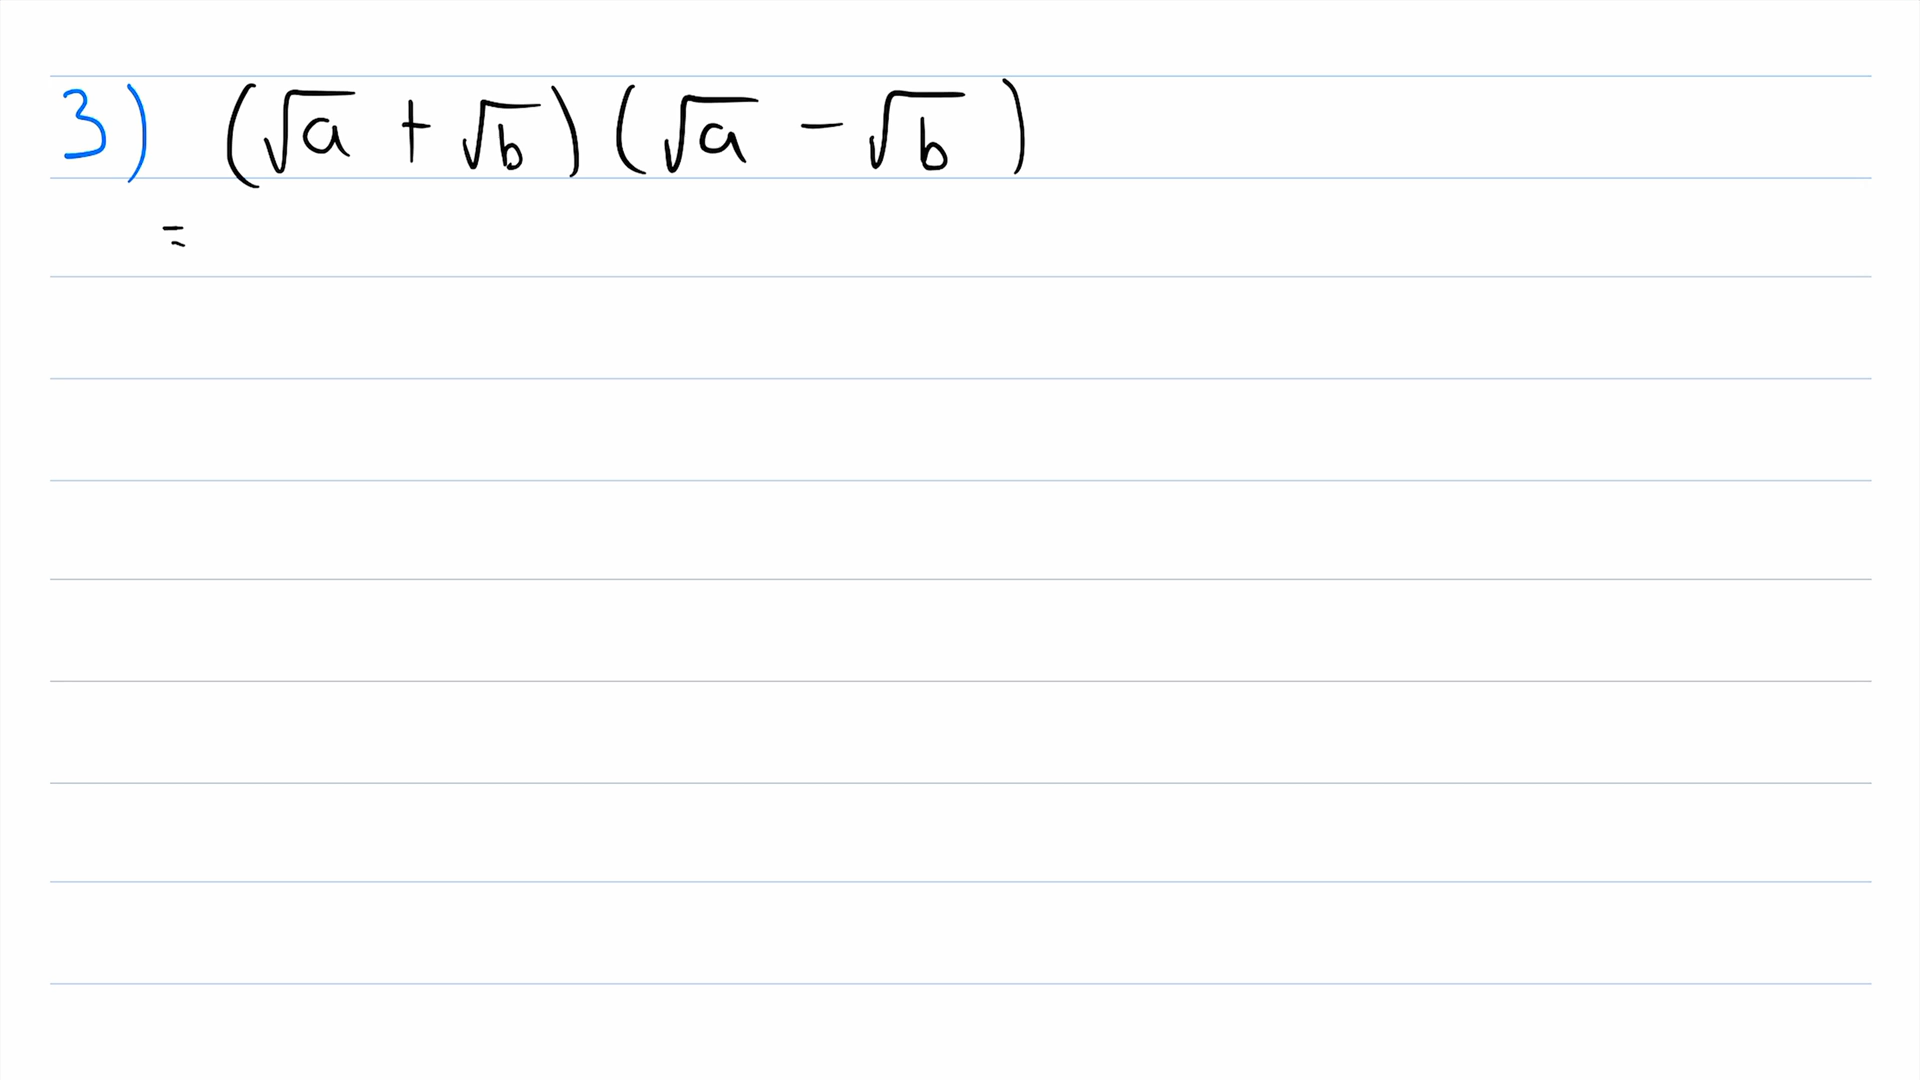 3) (√a + √b)(√a - √b)
=